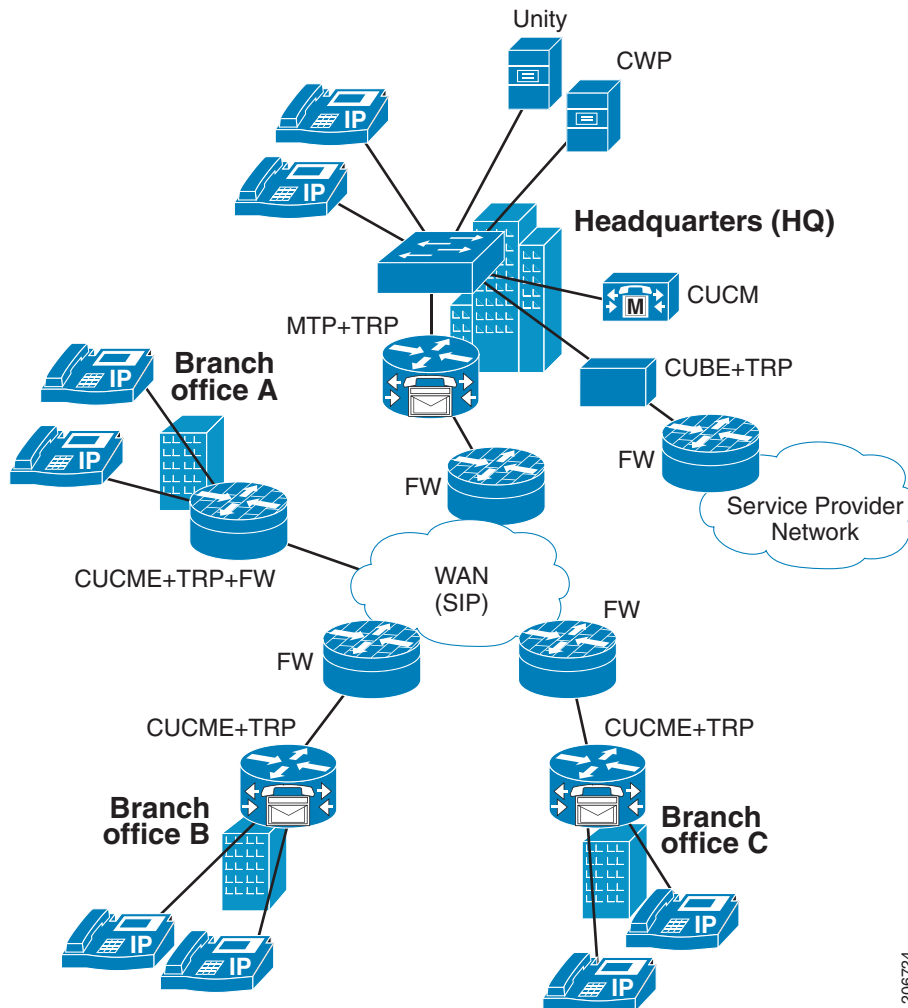 Unity
CWP
IP
IP
Headquarters (HQ)
CUCM
M
MTP+TRP
CUBE+TRP
Branch
office A
IP
IP
FW
FW
Service Provider
Network
CUCME+TRP+FW
WAN
(SIP)
FW
FW
CUCME+TRP
CUCME+TRP
Branch
office B
Branch
office C
IP
IP
IP
IP
206724